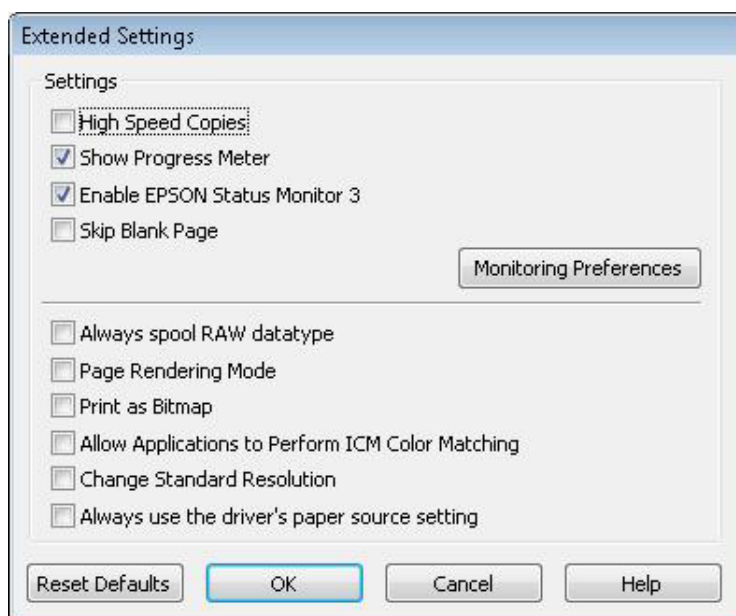 Extended Settings
Settings
High Speed Copies
Show Progress Meter
Enable EPSON Status Monitor 3
Skip Blank Page
Monitoring Preferences
Always spool RAW datatype
Page Rendering Mode
Print as Bitmap
Allow Applications to Perform ICM Color Matching
Change Standard Resolution
Always use the driver's paper source setting
Reset Defaults OK Cancel Help